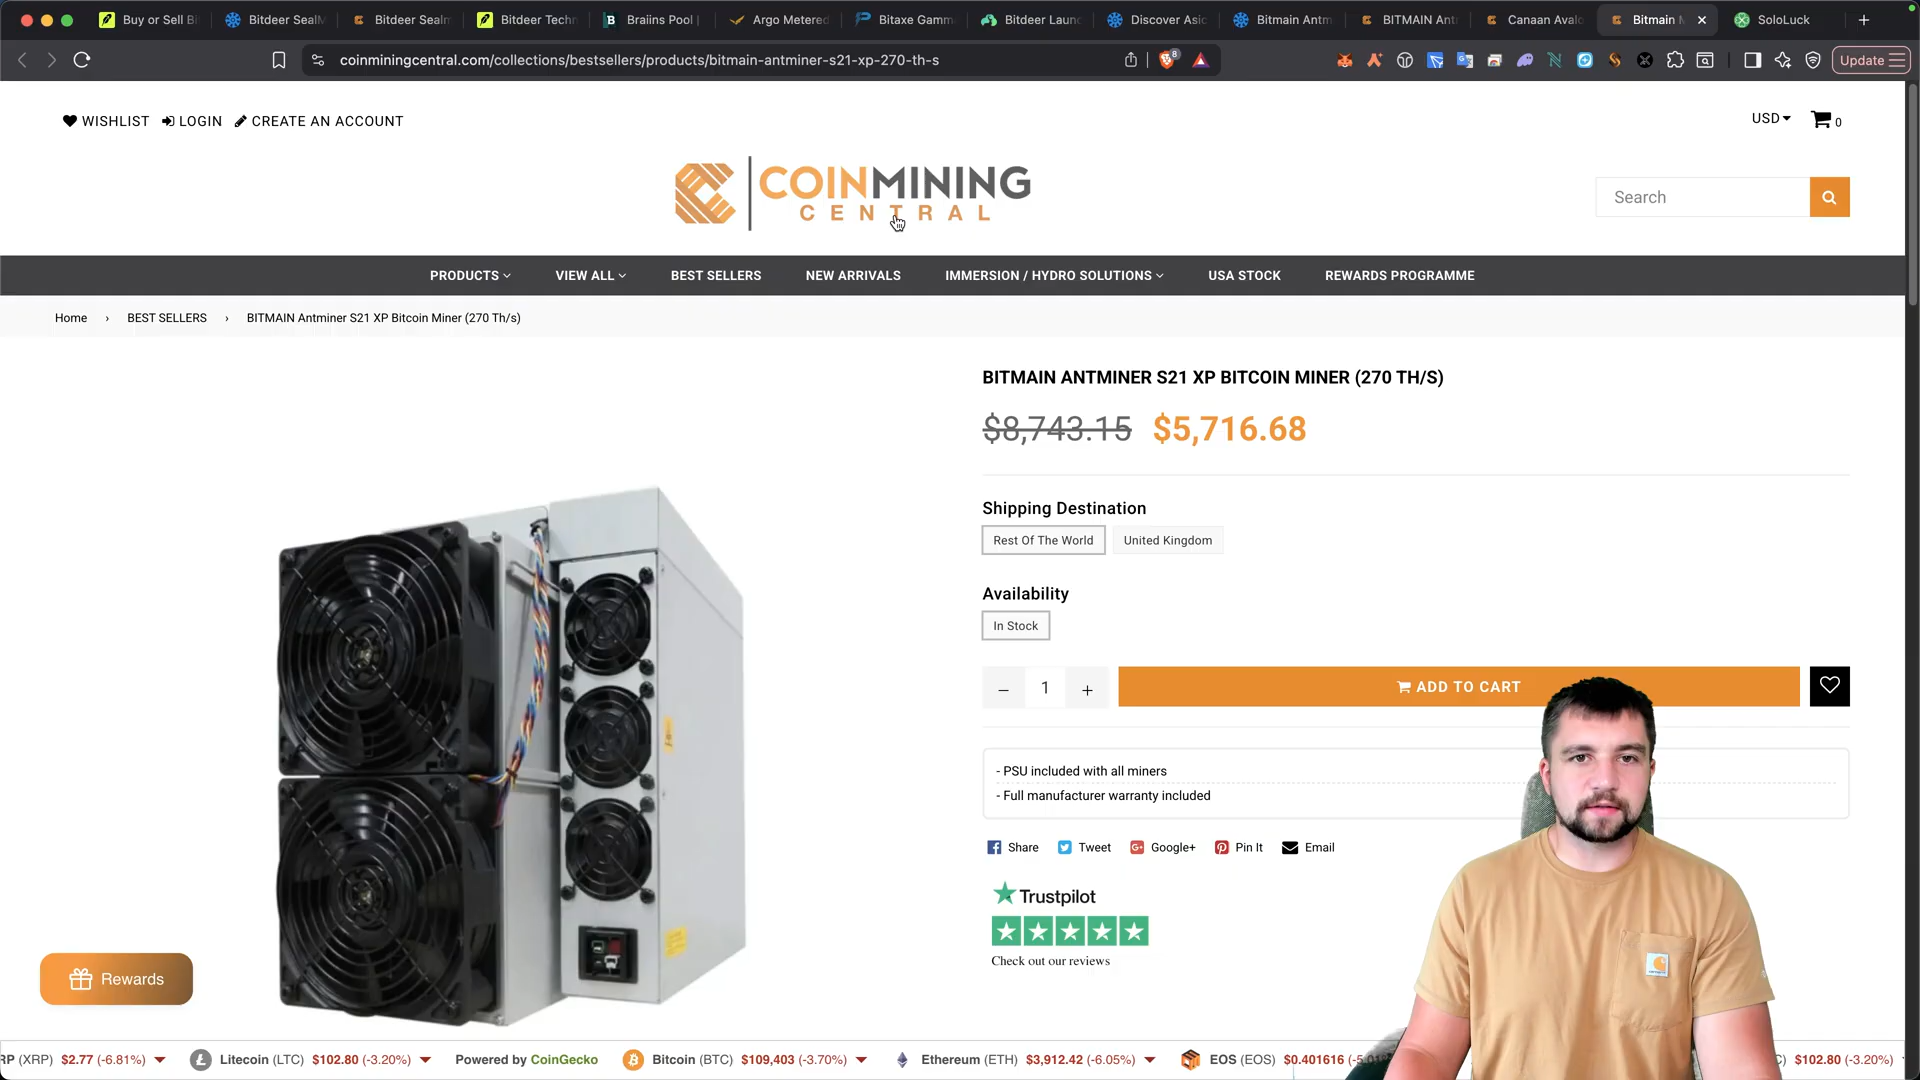 Buy or Sell Bi
Bitdeer SealM
Bitdeer Sealm
Bitdeer Techn
Braiins Pool |
Argo Metered
Bitaxe Gamm
Bitdeer Laun
Discover Asic
Bitmain Antm
BITMAIN Ant
Canaan Avalo
Bitmain
SoloLuck
coinminingcentral.com/collections/bestsellers/products/bitmain-antminer-s21-xp-270-th-s
8
Update
WISHLIST
LOGIN
CREATE AN ACCOUNT
USD
0
COINMINING
CENTRAL
Search
PRODUCTS
VIEW ALL
BEST SELLERS
NEW ARRIVALS
IMMERSION / HYDRO SOLUTIONS
USA STOCK
REWARDS PROGRAMME
Home › BEST SELLERS › BITMAIN Antminer S21 XP Bitcoin Miner (270 Th/s)
BITMAIN ANTMINER S21 XP BITCOIN MINER (270 TH/S)
$8,743.15 $5,716.68
Shipping Destination
Rest Of The World
United Kingdom
Availability
In Stock
– 1 +
ADD TO CART
- PSU included with all miners
- Full manufacturer warranty included
Share
Tweet
Google+
Pin It
Email
Trustpilot
Check out our reviews
Rewards
RP (XRP) $2.77 (-6.81%)
Litecoin (LTC) $102.80 (-3.20%)
Powered by CoinGecko
Bitcoin (BTC) $109,403 (-3.70%)
Ethereum (ETH) $3,912.42 (-6.05%)
EOS (EOS) $0.401616
C) $102.80 (-3.20%)